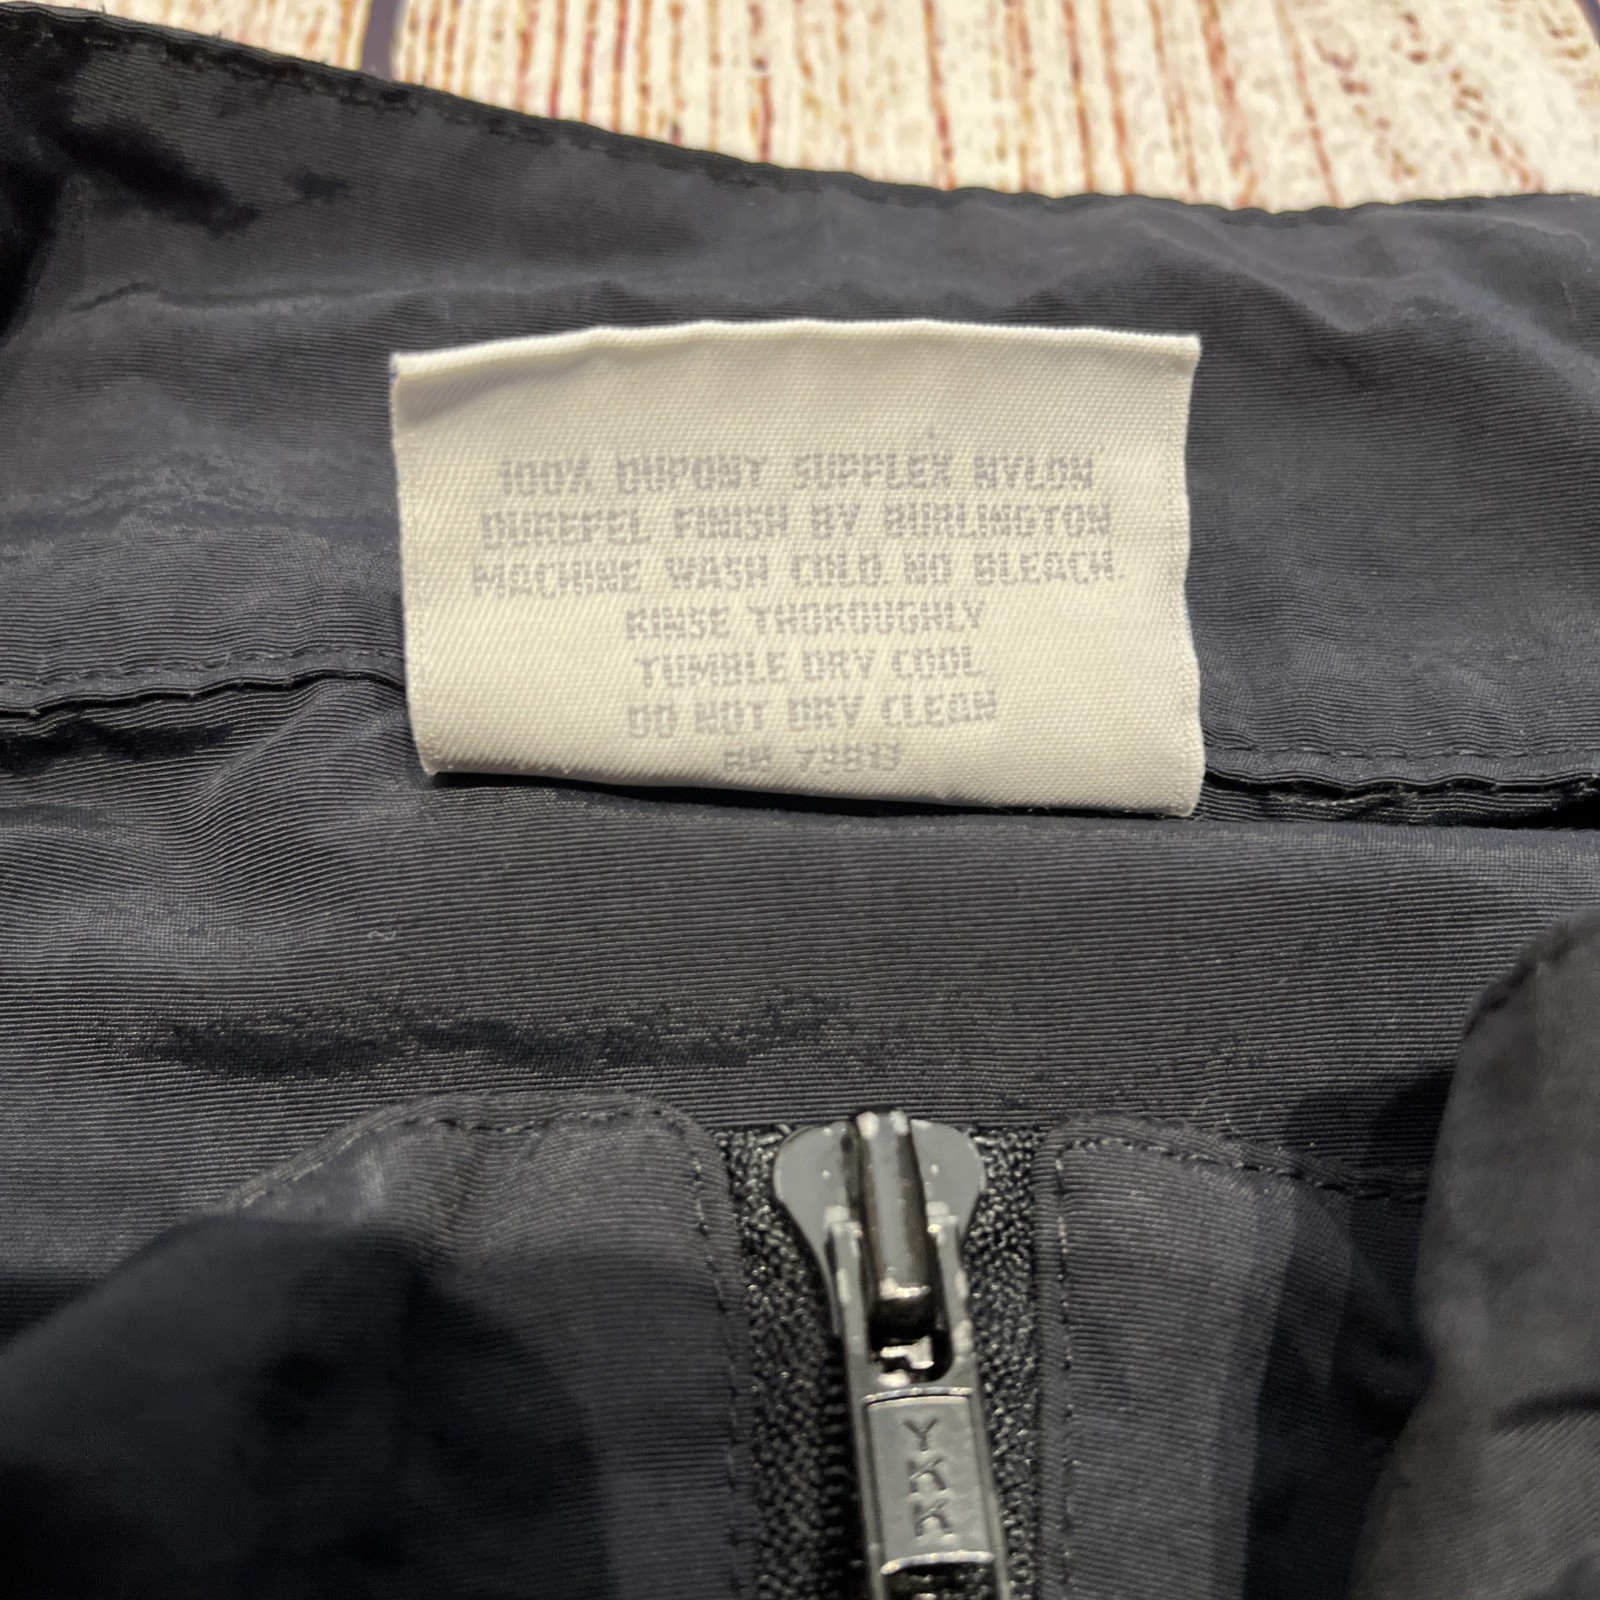 100% DUPONT SUPPLEX NYLON
DUREPEL FINISH BY BURLINGTON
MACHINE WASH COLD. NO BLEACH.
RINSE THOROUGHLY
TUMBLE DRY COOL
DO NOT DRY CLEAN
RN
YKK